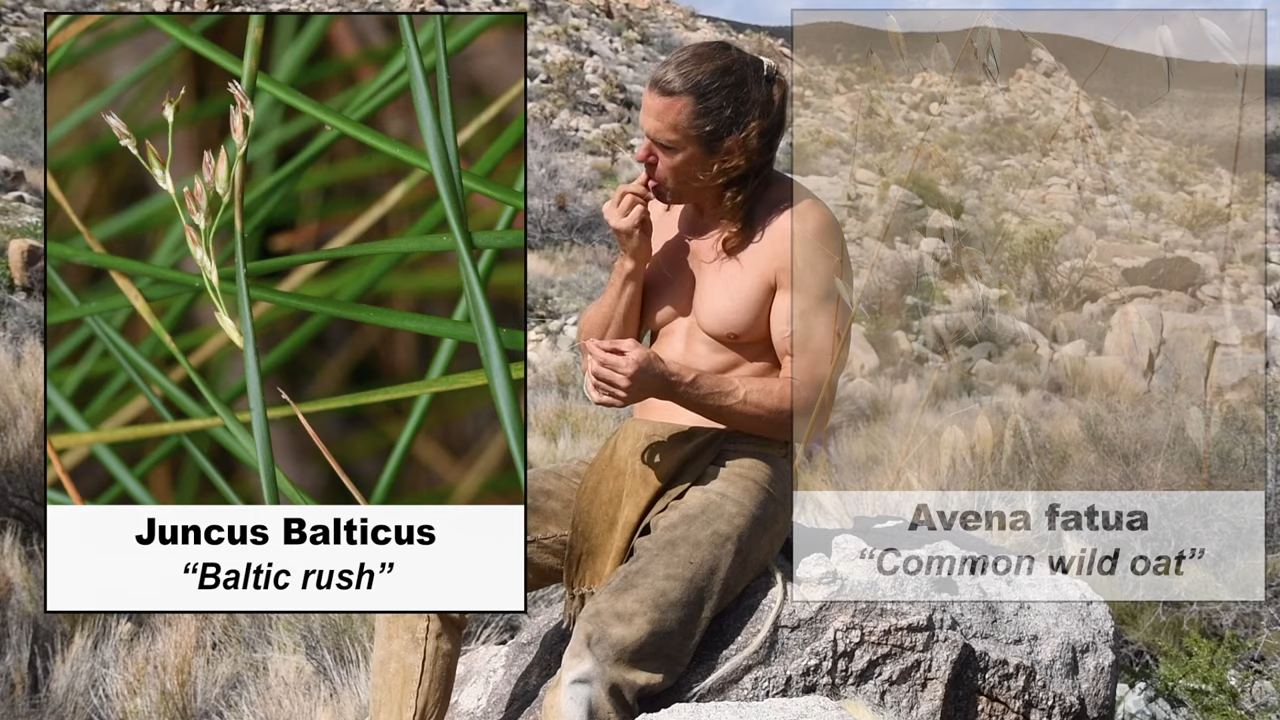 Juncus Balticus
“Baltic rush”
Avena fatua
“Common wild oat”